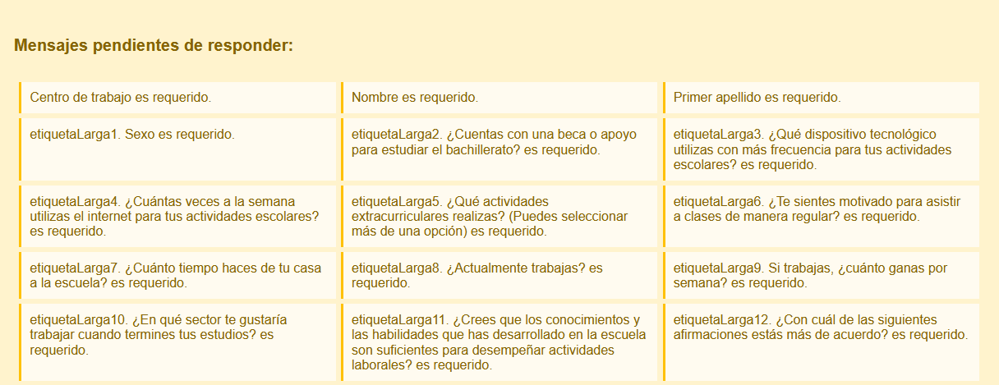 Mensajes pendientes de responder:
Centro de trabajo es requerido.
Nombre es requerido.
Primer apellido es requerido.
etiquetaLarga1. Sexo es requerido.
etiquetaLarga2. ¿Cuentas con una beca o apoyo
para estudiar el bachillerato? es requerido.
etiquetaLarga3. ¿Qué dispositivo tecnológico
utilizas con más frecuencia para tus actividades
escolares? es requerido.
etiquetaLarga4. ¿Cuántas veces a la semana
utilizas el internet para tus actividades escolares?
es requerido.
etiquetaLarga5. ¿Qué actividades
extracurriculares realizas? (Puedes seleccionar
más de una opción) es requerido.
etiquetaLarga6. ¿Te sientes motivado para asistir
a clases de manera regular? es requerido.
etiquetaLarga7. ¿Cuánto tiempo haces de tu casa
a la escuela? es requerido.
etiquetaLarga8. ¿Actualmente trabajas? es
requerido.
etiquetaLarga9. Si trabajas, ¿cuánto ganas por
semana? es requerido.
etiquetaLarga10. ¿En qué sector te gustaría
trabajar cuando termines tus estudios? es
requerido.
etiquetaLarga11. ¿Crees que los conocimientos y
las habilidades que has desarrollado en la escuela
son suficientes para desempeñar actividades
laborales? es requerido.
etiquetaLarga12. ¿Con cuál de las siguientes
afirmaciones estás más de acuerdo? es requerido.